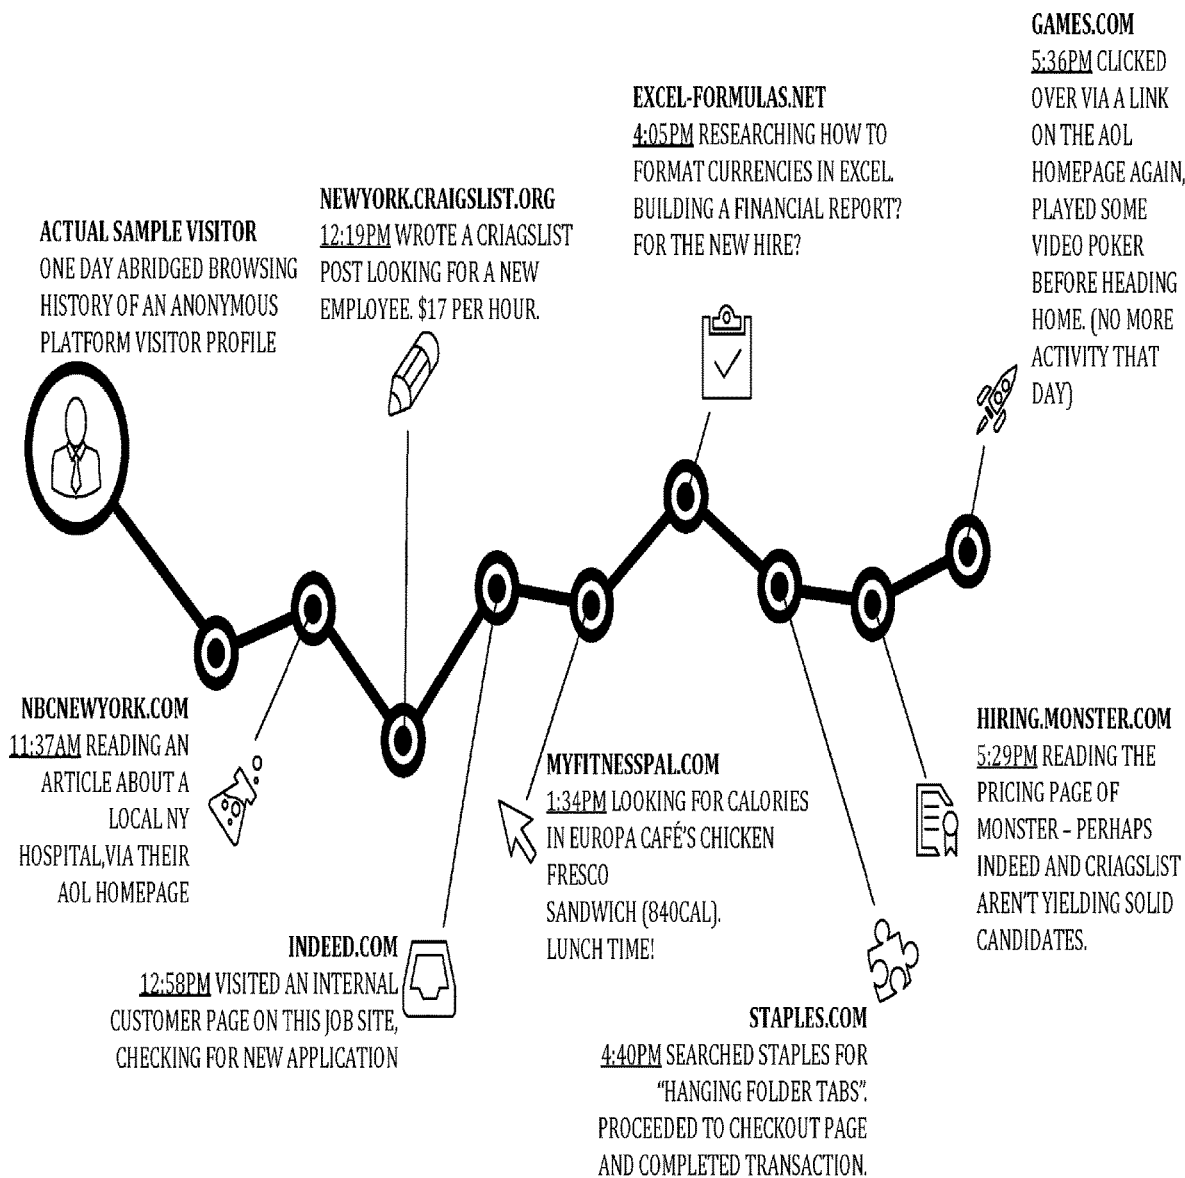 ACTUAL SAMPLE VISITOR
ONE DAY ABRIDGED BROWSING
HISTORY OF AN ANONYMOUS
PLATFORM VISITOR PROFILE
NBCNEWYORK.COM
11:37AM READING AN
ARTICLE ABOUT A
LOCAL NY
HOSPITAL,VIA THEIR
AOL HOMEPAGE
NEWYORK.CRAIGSLIST.ORG
12:19PM WROTE A CRIAGSLIST
POST LOOKING FOR A NEW
EMPLOYEE. $17 PER HOUR.
INDEED.COM
12:58PM VISITED AN INTERNAL
CUSTOMER PAGE ON THIS JOB SITE,
CHECKING FOR NEW APPLICATION
MYFITNESSPAL.COM
1:34PM LOOKING FOR CALORIES
IN EUROPA CAFÉ'S CHICKEN
FRESCO
SANDWICH (840CAL).
LUNCH TIME!
EXCEL-FORMULAS.NET
4:05PM RESEARCHING HOW TO
FORMAT CURRENCIES IN EXCEL.
BUILDING A FINANCIAL REPORT?
FOR THE NEW HIRE?
STAPLES.COM
4:40PM SEARCHED STAPLES FOR
“HANGING FOLDER TABS”.
PROCEEDED TO CHECKOUT PAGE
AND COMPLETED TRANSACTION.
HIRING.MONSTER.COM
5:29PM READING THE
PRICING PAGE OF
MONSTER – PERHAPS
INDEED AND CRIAGSLIST
AREN'T YIELDING SOLID
CANDIDATES.
GAMES.COM
5:36PM CLICKED
OVER VIA A LINK
ON THE AOL
HOMEPAGE AGAIN,
PLAYED SOME
VIDEO POKER
BEFORE HEADING
HOME. (NO MORE
ACTIVITY THAT
DAY)